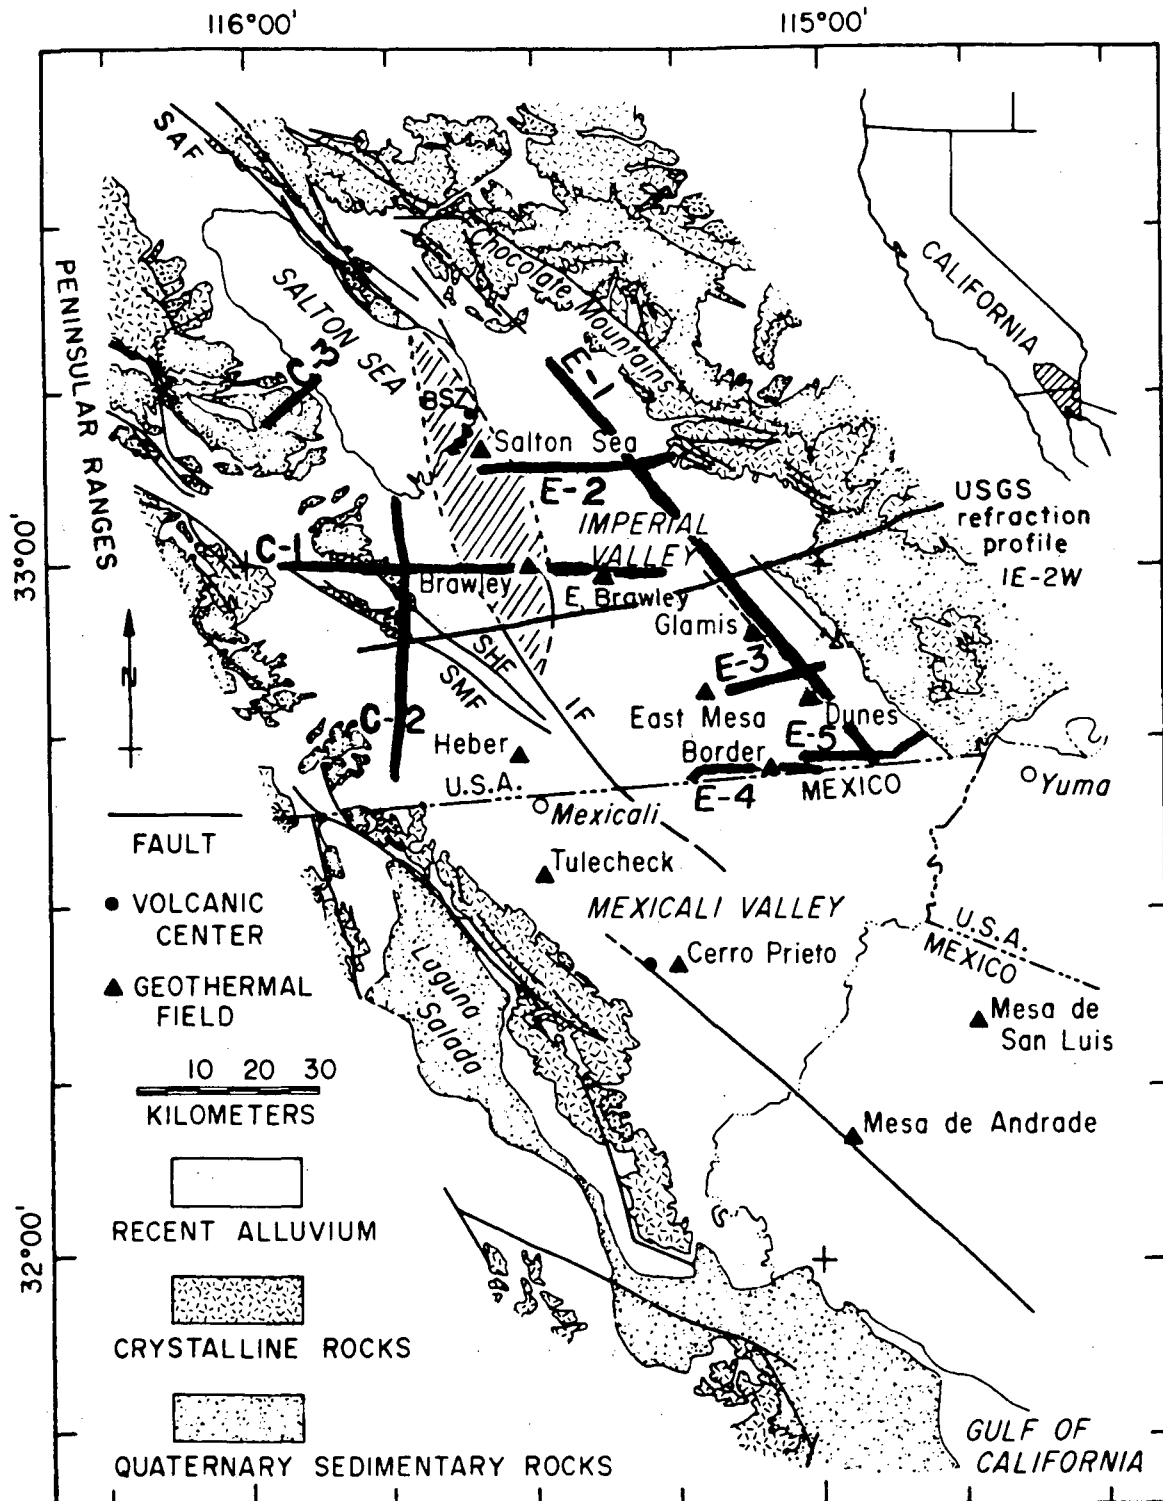 116°00'
115°00'
SAF
Chocolate Mountains
SALTON SEA
CALIFORNIA
PENINSULAR RANGES
C-3
E-1
BSZ
Salton Sea
E-2
IMPERIAL
VALLEY
USGS
refraction
profile
1E-2W
33°00'
C-1
Brawley
E. Brawley
Glamis
SHF
SMF
IF
E-3
N
C-2
East Mesa
Dunes
Heber
Border
E-5
U.S.A.
E-4
MEXICO
Mexicali
Yuma
FAULT
Tulecheck
VOLCANIC
CENTER
MEXICALI VALLEY
U.S.A.
MEXICO
Laguna
Salada
Cerro Prieto
GEOTHERMAL
FIELD
Mesa de
San Luis
10 20 30
KILOMETERS
Mesa de Andrade
RECENT ALLUVIUM
32°00'
CRYSTALLINE ROCKS
GULF OF
CALIFORNIA
QUATERNARY SEDIMENTARY ROCKS